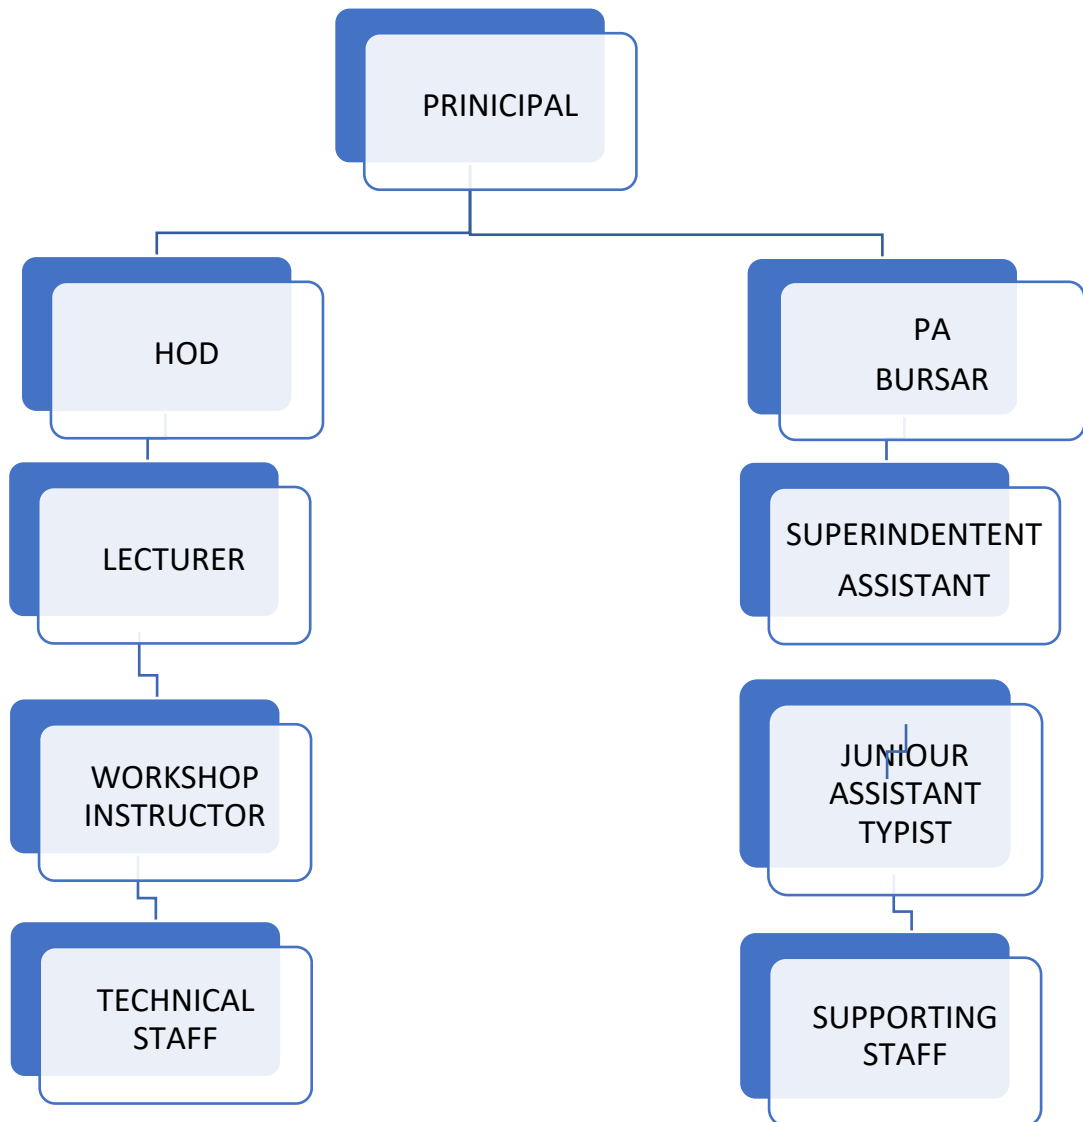 PRINICIPAL
HOD
PA
BURSAR
LECTURER
SUPERINDENTENT
ASSISTANT
WORKSHOP
INSTRUCTOR
JUNIOUR
ASSISTANT
TYPIST
TECHNICAL
STAFF
SUPPORTING
STAFF